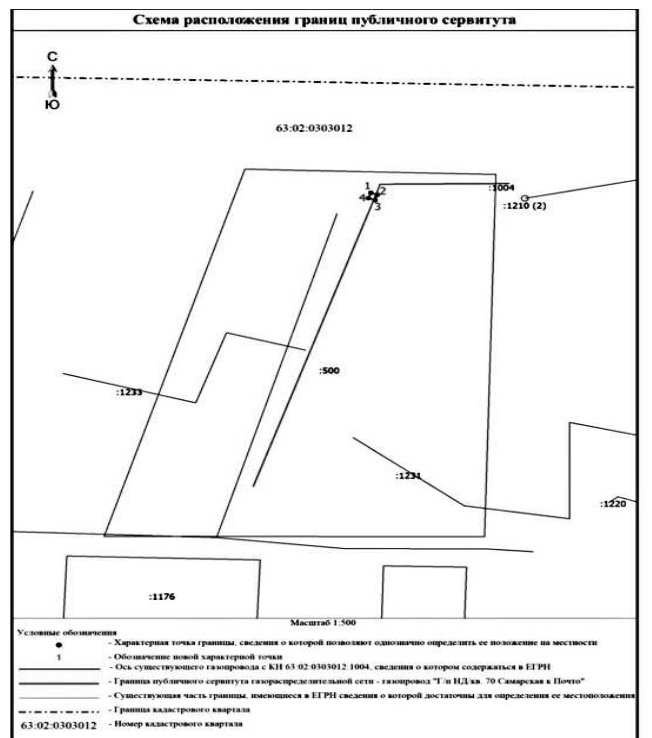 Схема расположения границ публичного сервитута
С
Ю
63:02:0303012
1
2
4
3
:1004
:1210 (2)
:500
:1233
:1231
:1220
:1176
Масштаб 1:500
Условные обозначения
- Характерная точка границы, сведения о которой позволяют однозначно определить ее положение на местности
1 - Обозначение новой характерной точки
- Ось существующего газопровода с КН 63:02:0303012:1004, сведения о котором содержаться в ЕГРН
- Граница публичного сервитута газораспределительной сети - газопровод "Г/п НД/кв. 70 Самарская к Почто"
- Существующая часть границы, имеющиеся в ЕГРН сведения о которой достаточны для определения ее местоположения
- Граница кадастрового квартала
63:02:0303012 - Номер кадастрового квартала